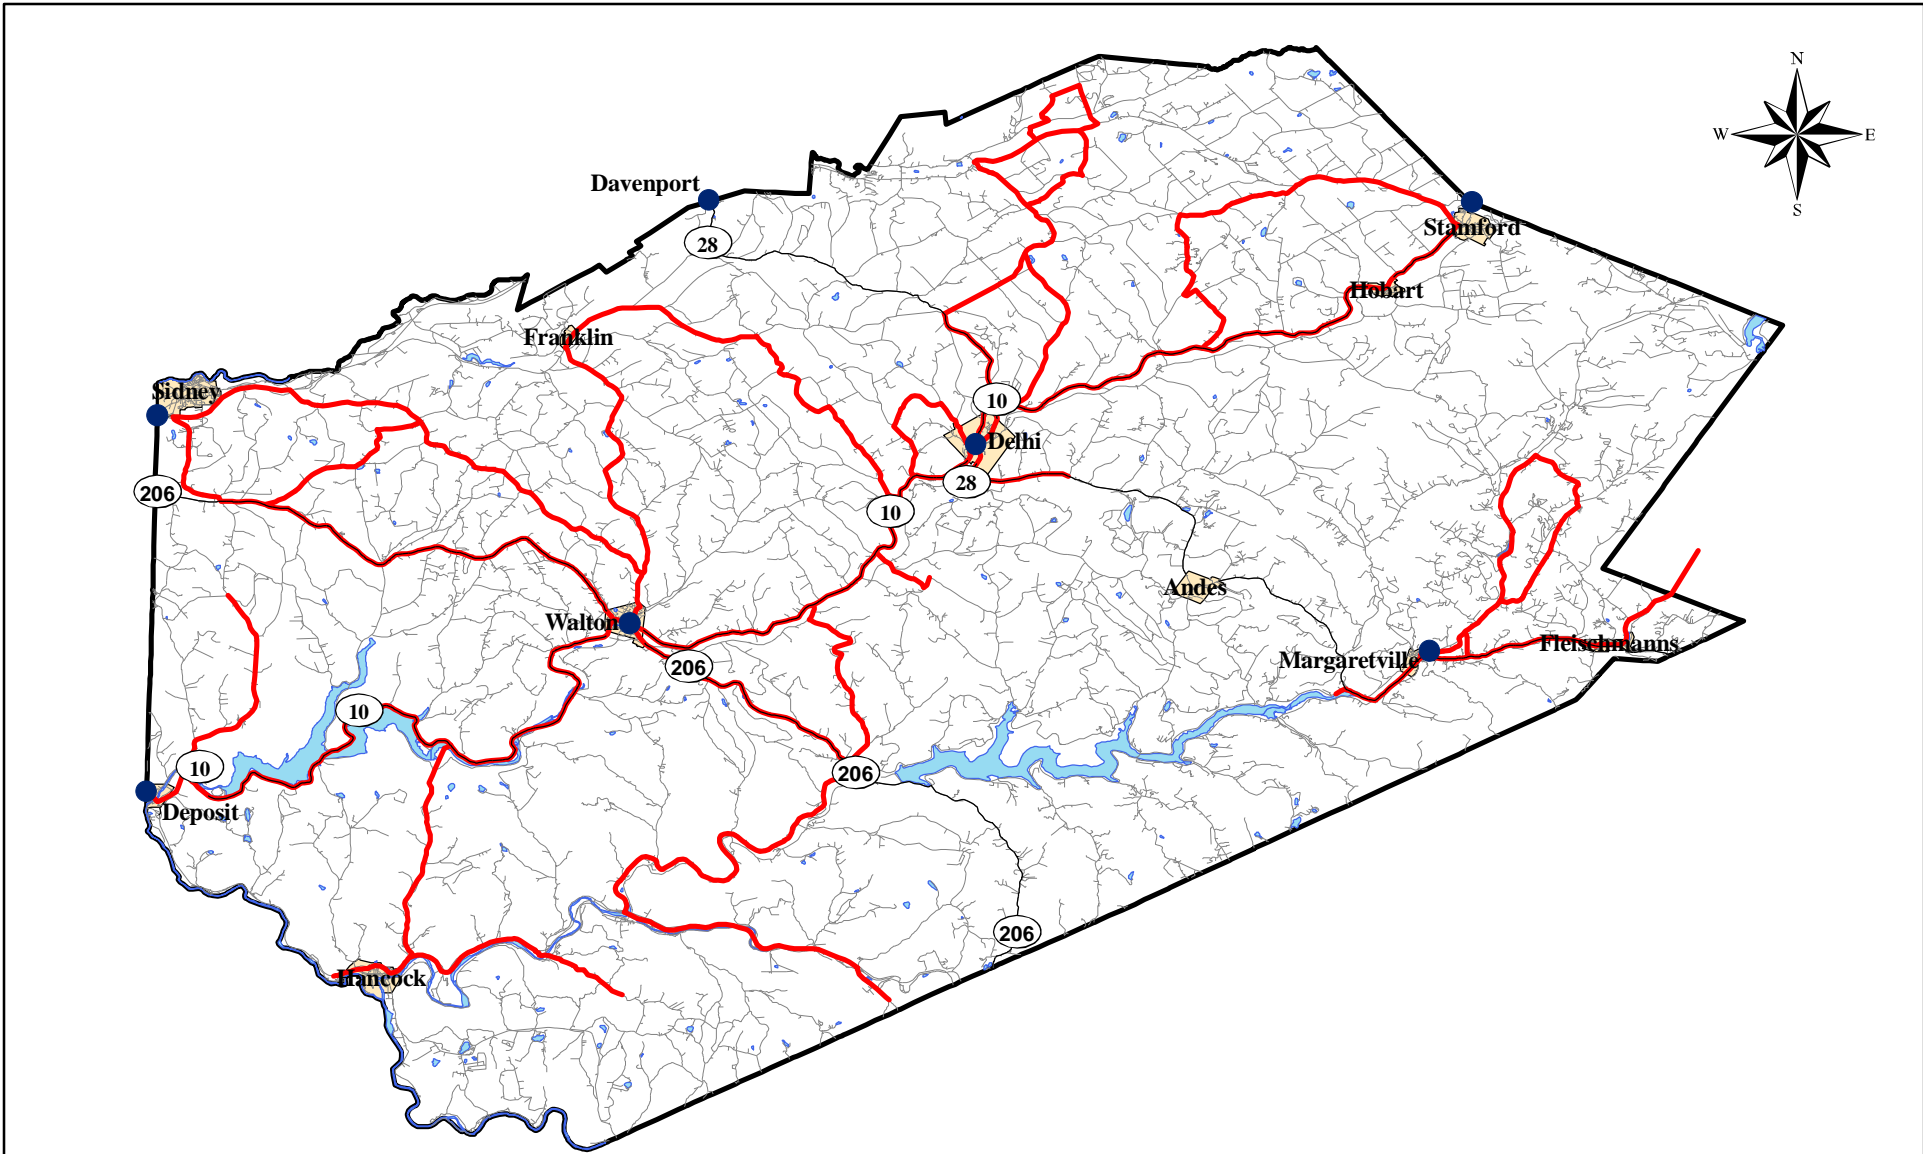 N
W
E
S
Davenport
28
Stamford
Hobart
Franklin
Sidney
10
Delhi
28
206
10
Andes
Walton
206
Fleischmanns
Margaretville
10
10
206
Deposit
206
Hancock